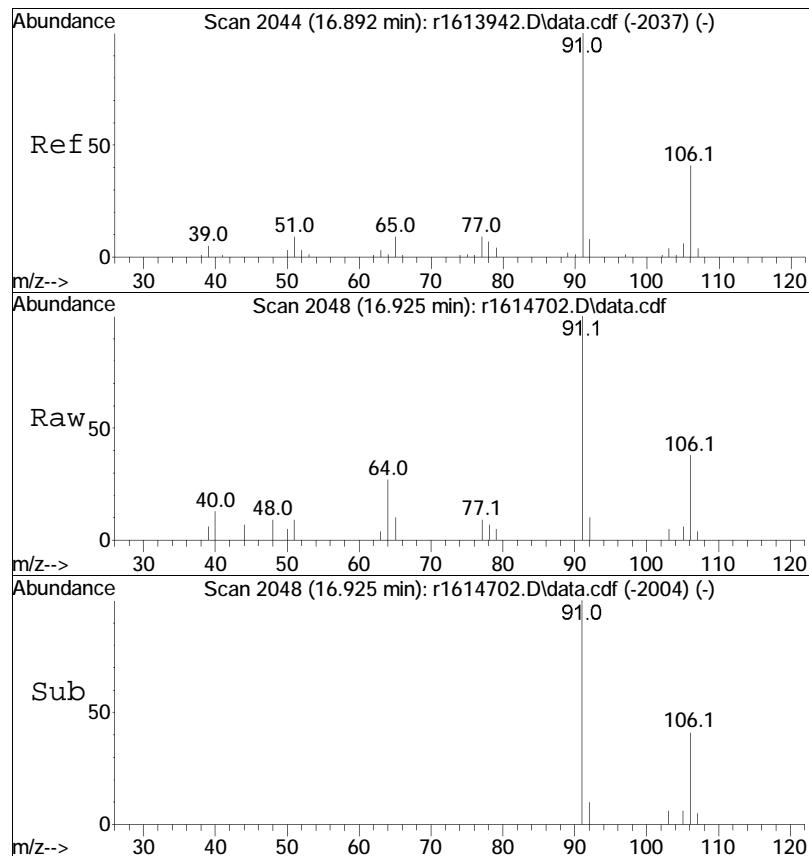 Abundance Scan 2044 (16.892 min): r1613942.D\data.cdf (-2037) (-)
91.0
Ref 50
106.1
39.0 51.0 65.0 77.0
0
m/z--> 30 40 50 60 70 80 90 100 110 120
Abundance Scan 2048 (16.925 min): r1614702.D\data.cdf
91.1
Raw 50
106.1
64.0
40.0 48.0 77.1
0
m/z--> 30 40 50 60 70 80 90 100 110 120
Abundance Scan 2048 (16.925 min): r1614702.D\data.cdf (-2004) (-)
91.0
Sub 50
106.1
0
m/z--> 30 40 50 60 70 80 90 100 110 120